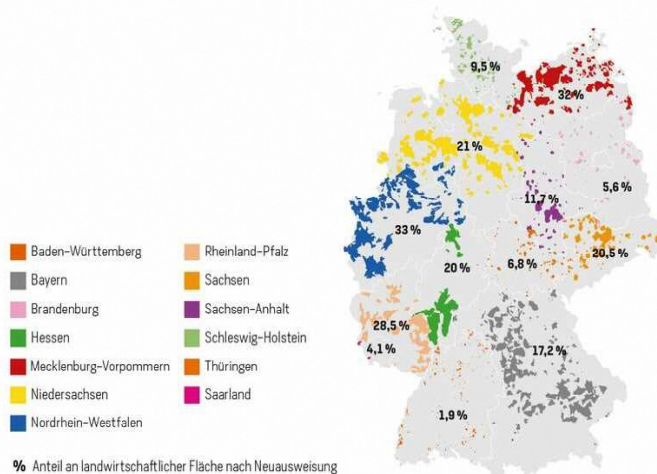 9,5 %
32 %
21 %
5,6 %
11,7 %
33 %
20,5 %
6,8 %
20 %
28,5 %
4,1 %
17,2 %
1,9 %
Baden-Württemberg
Bayern
Brandenburg
Hessen
Mecklenburg-Vorpommern
Niedersachsen
Nordrhein-Westfalen
Rheinland-Pfalz
Sachsen
Sachsen-Anhalt
Schleswig-Holstein
Thüringen
Saarland
% Anteil an landwirtschaftlicher Fläche nach Neuausweisung